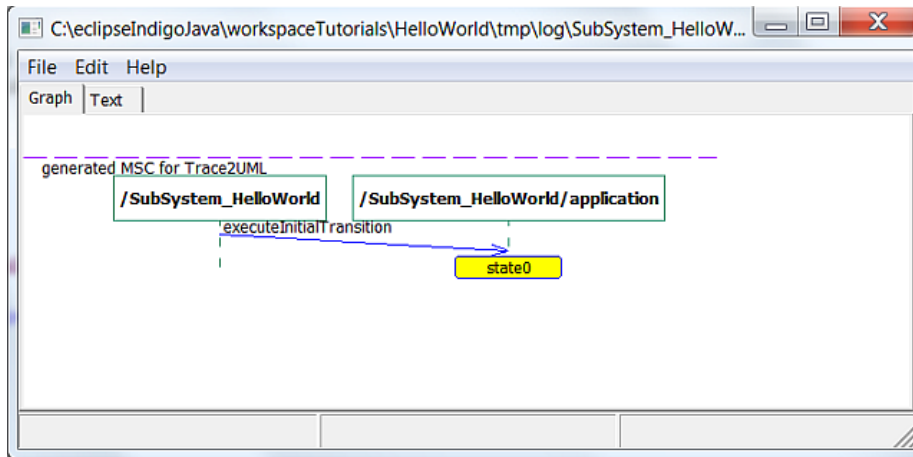 C:\eclipseIndigoJava\workspaceTutorials\HelloWorld\tmp\log\SubSystem_HelloW...
File Edit Help
Graph Text
generated MSC for Trace2UML
/SubSystem_HelloWorld /SubSystem_HelloWorld/application
executeInitialTransition
state0